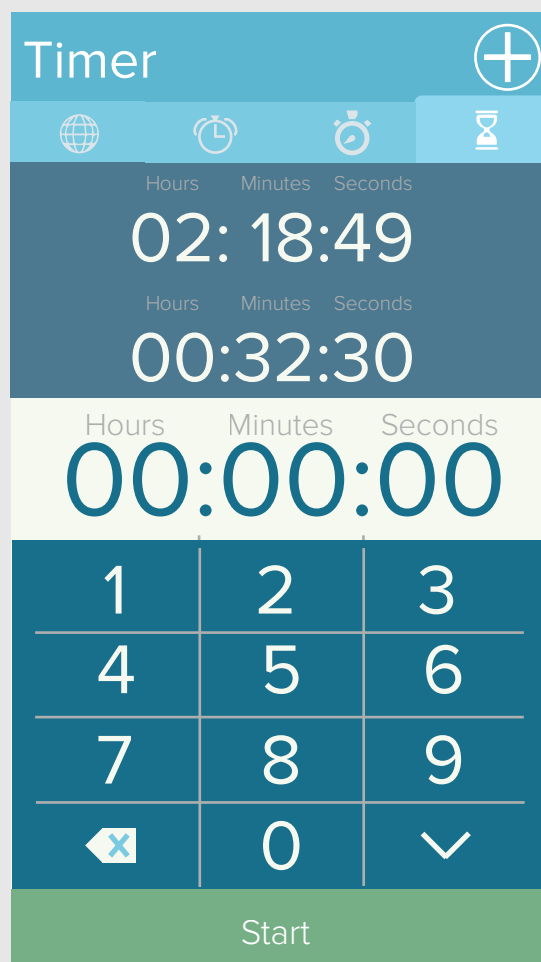 Timer
Hours Minutes Seconds
02: 18:49
Hours Minutes Seconds
00:32:30
Hours Minutes Seconds
00:00:00
1 2 3
4 5 6
7 8 9
0
Start